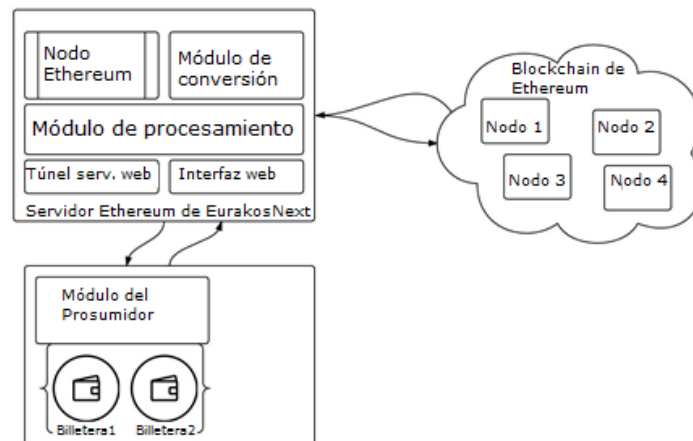 Nodo
Ethereum
Módulo de
conversión
Módulo de procesamiento
Túnel serv. web
Interfaz web
Servidor Ethereum de EurakosNext
Blockchain de
Ethereum
Nodo 1
Nodo 2
Nodo 3
Nodo 4
Módulo del
Prosumidor
Billetera1
Billetera2